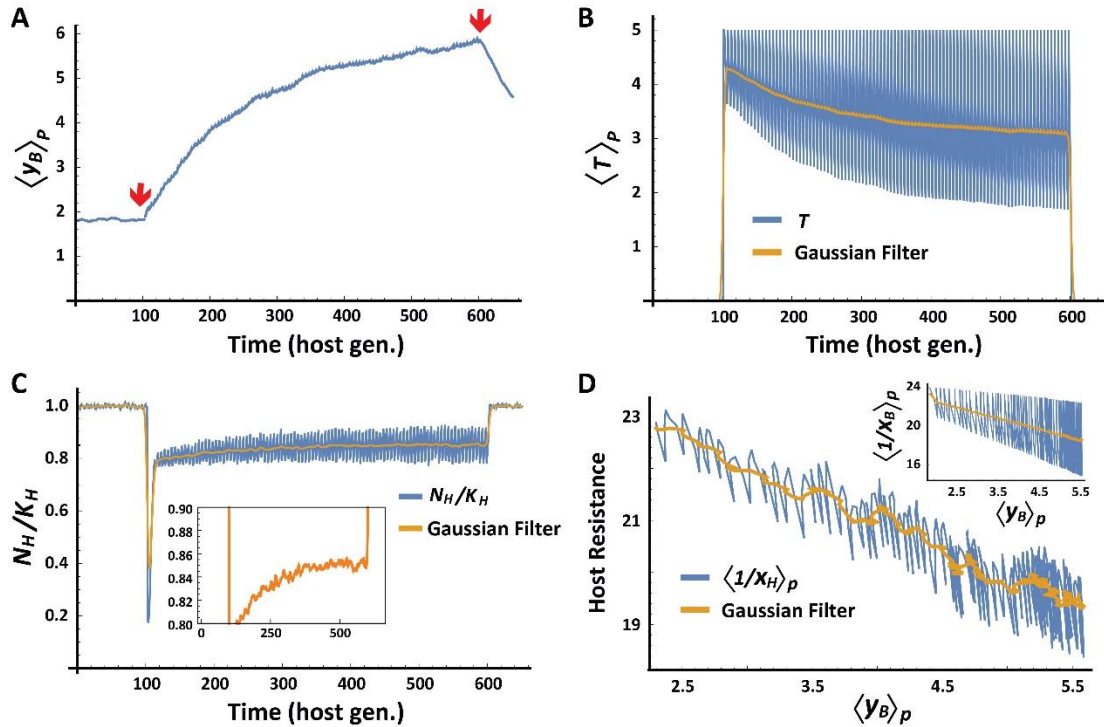 A
⟨y_B⟩_P
6
5
4
3
2
1
100 200 300 400 500 600
Time (host gen.)
B
⟨T⟩_P
5
4
3
2
1
T
Gaussian Filter
100 200 300 400 500 600
Time (host gen.)
C
N_H/K_H
1.0
0.8
0.6
0.4
0.2
N_H/K_H
Gaussian Filter
0.90
0.88
0.86
0.84
0.82
0.80
0 250 500
100 200 300 400 500 600
Time (host gen.)
D
Host Resistance
23
21
19
⟨1/x_B⟩_p
24
20
16
2.5 3.5 4.5 5.5
⟨y_B⟩_p
⟨1/x_H⟩_p
Gaussian Filter
2.5 3.5 4.5 5.5
⟨y_B⟩_p